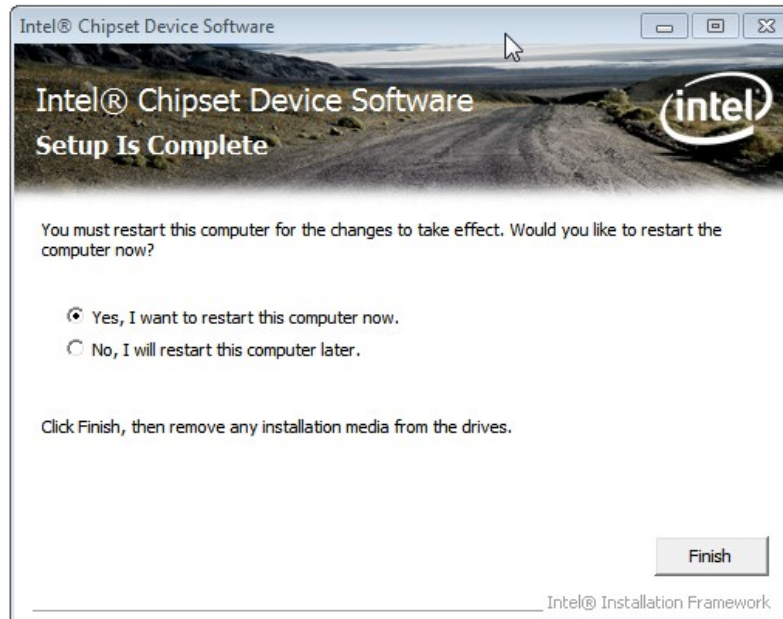 Intel® Chipset Device Software
Intel® Chipset Device Software
intel
Setup Is Complete
You must restart this computer for the changes to take effect. Would you like to restart the
computer now?
Yes, I want to restart this computer now.
No, I will restart this computer later.
Click Finish, then remove any installation media from the drives.
Finish
Intel® Installation Framework